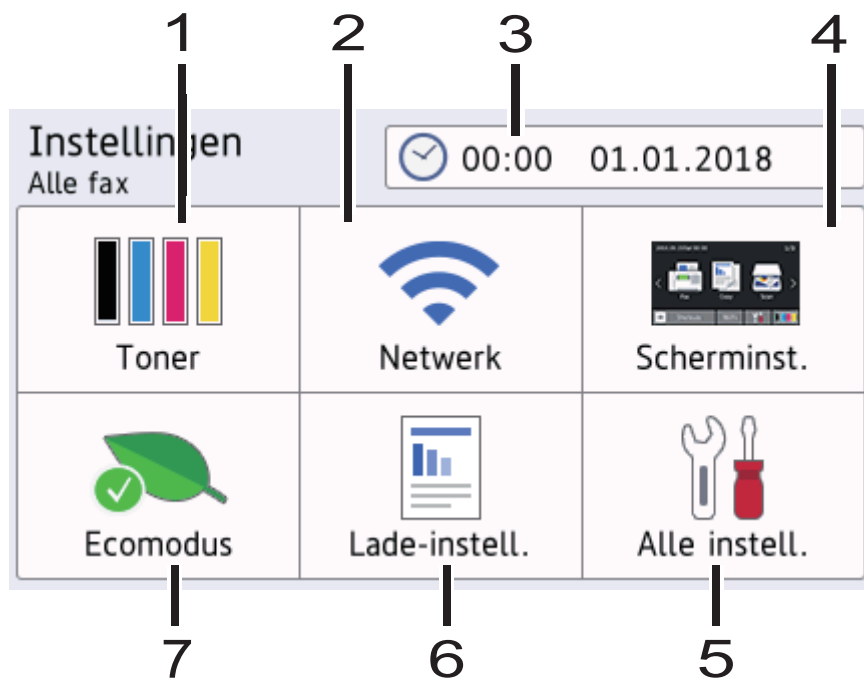 1 2 3 4
Instellingen
Alle fax
00:00 01.01.2018
Toner Netwerk Scherminst.
Ecomodus Lade-instell. Alle instell.
7 6 5